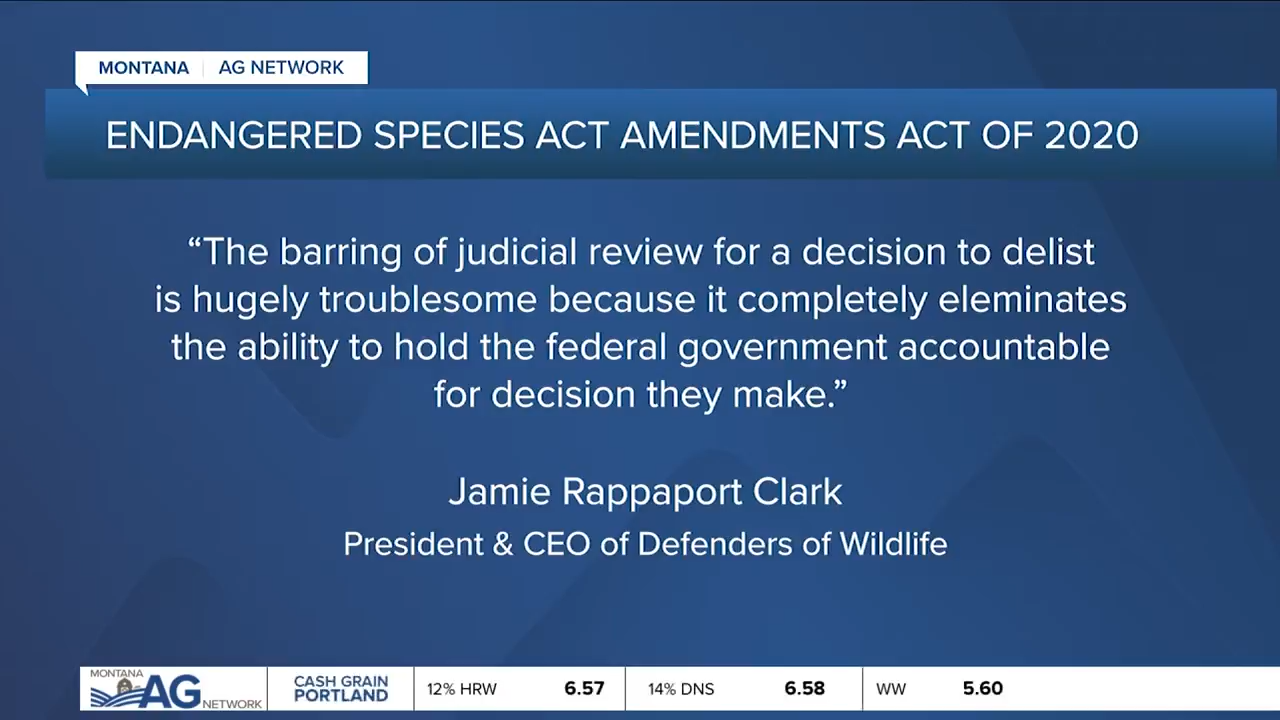 MONTANA | AG NETWORK
ENDANGERED SPECIES ACT AMENDMENTS ACT OF 2020
“The barring of judicial review for a decision to delist
is hugely troublesome because it completely eleminates
the ability to hold the federal government accountable
for decision they make.”
Jamie Rappaport Clark
President & CEO of Defenders of Wildlife
MONTANA
AG NETWORK
CASH GRAIN
PORTLAND
12% HRW 6.57 14% DNS 6.58 WW 5.60